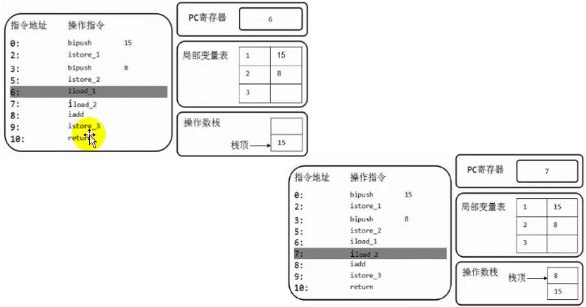 指令地址 操作指令
0: bipush 15
2: istore_1
3: bipush 8
5: istore_2
6: iload_1
7: iload_2
8: iadd
9: istore_3
10: return
PC寄存器 6
局部变量表 1 15
2 8
3
操作数栈
栈顶 15
指令地址 操作指令
0: bipush 15
2: istore_1
3: bipush 8
5: istore_2
6: iload_1
7: iload_2
8: iadd
9: istore_3
10: return
PC寄存器 7
局部变量表 1 15
2 8
3
操作数栈 栈顶 8
15